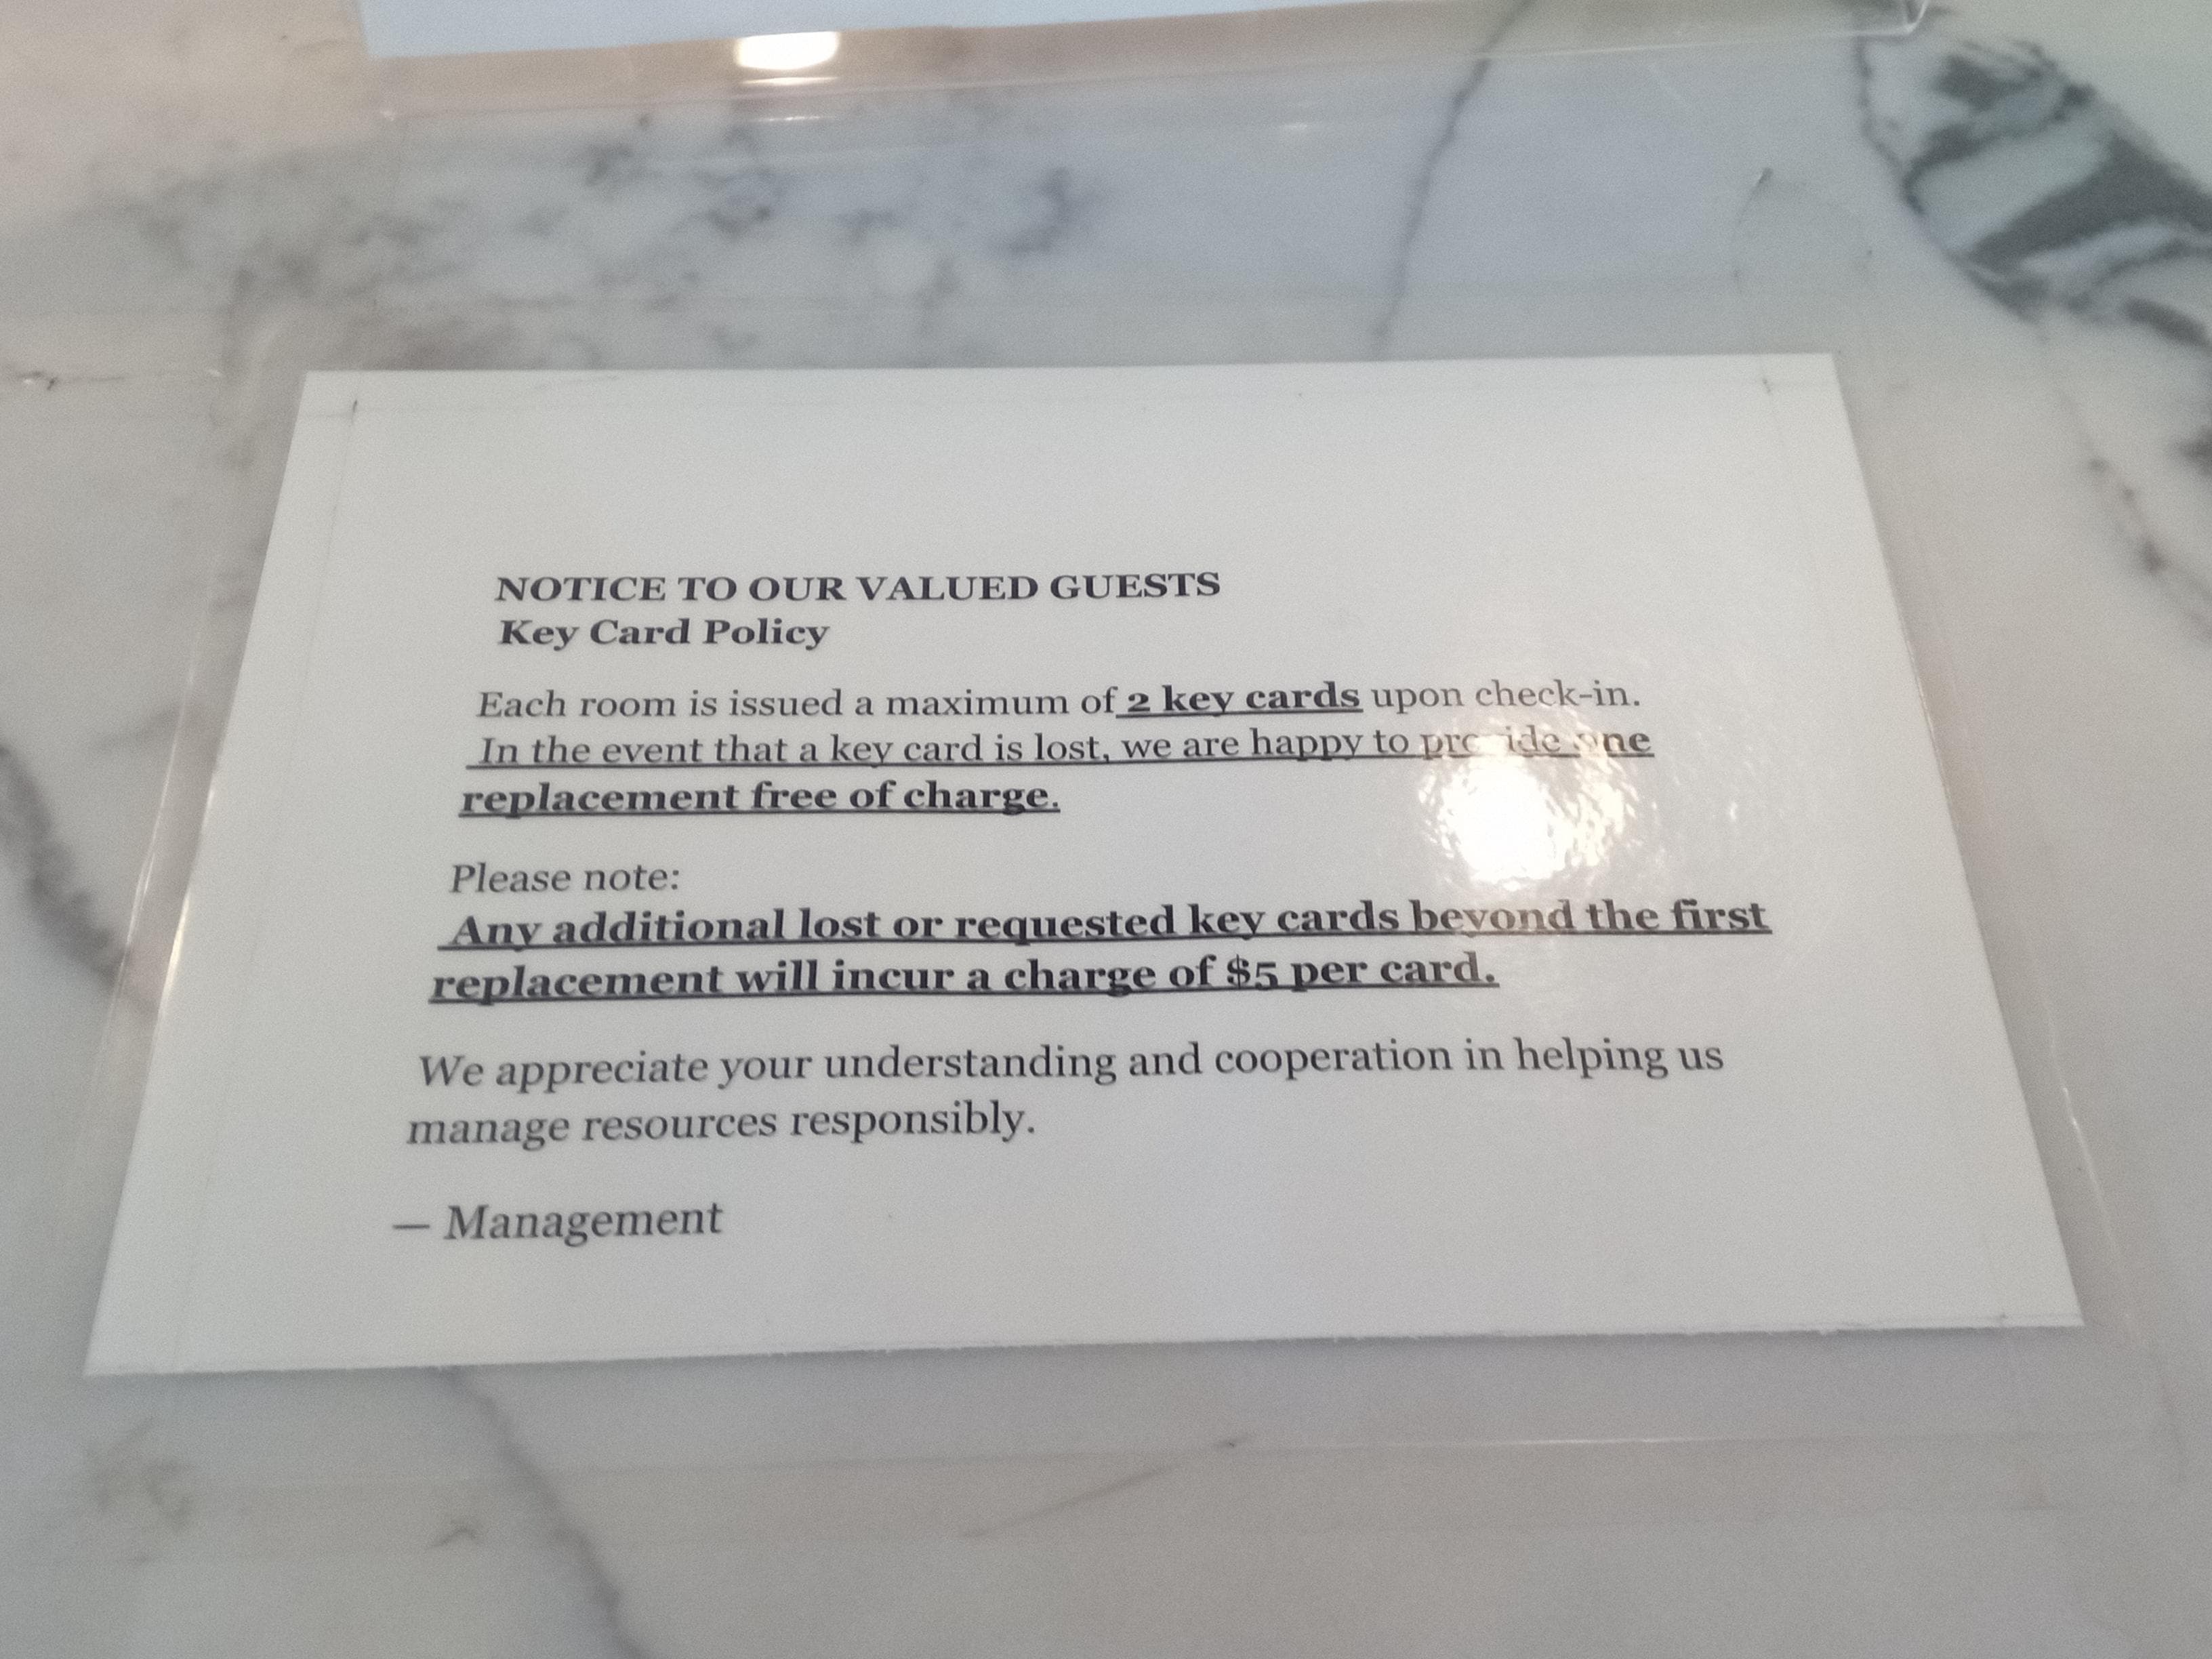 NOTICE TO OUR VALUED GUESTS
Key Card Policy
Each room is issued a maximum of 2 key cards upon check-in.
In the event that a key card is lost, we are happy to provide one
replacement free of charge.
Please note:
Any additional lost or requested key cards beyond the first
replacement will incur a charge of $5 per card.
We appreciate your understanding and cooperation in helping us
manage resources responsibly.
— Management